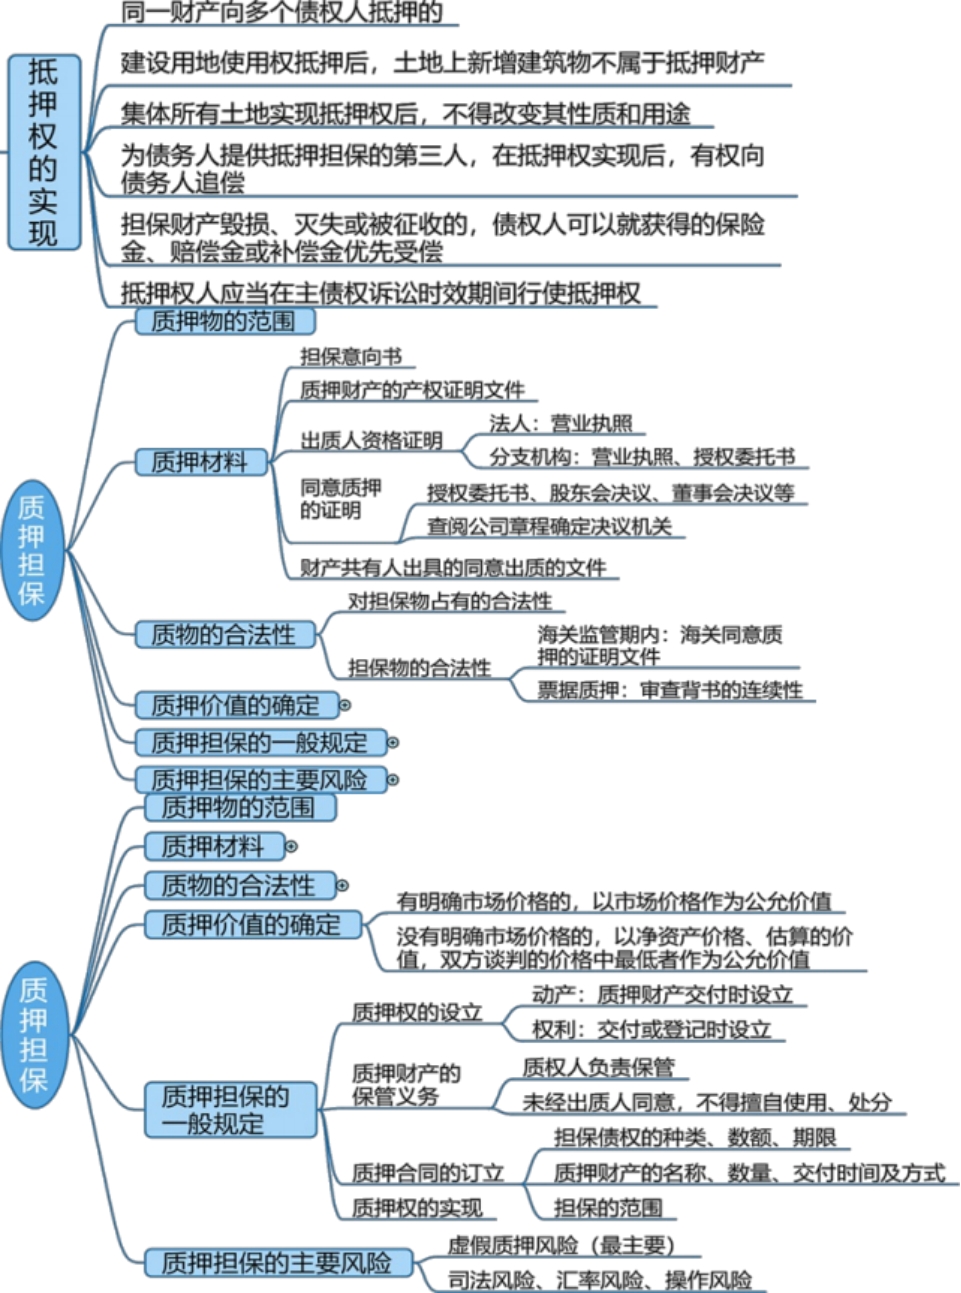 同一财产向多个债权人抵押的
建设用地使用权抵押后，土地上新增建筑物不属于抵押财产
抵押权的实现
集体所有土地实现抵押权后，不得改变其性质和用途
为债务人提供抵押担保的第三人，在抵押权实现后，有权向
债务人追偿
担保财产毁损、灭失或被征收的，债权人可以就获得的保险
金、赔偿金或补偿金优先受偿
抵押权人应当在主债权诉讼时效期间行使抵押权
质押担保
质押物的范围
质押材料
担保意向书
质押财产的产权证明文件
出质人资格证明
法人：营业执照
分支机构：营业执照、授权委托书
同意质押
的证明
授权委托书、股东会决议、董事会决议等
查阅公司章程确定决议机关
财产共有人出具的同意出质的文件
质物的合法性
对担保物占有的合法性
担保物的合法性
海关监管期内：海关同意质
押的证明文件
票据质押：审查背书的连续性
质押价值的确定
质押担保的一般规定
质押担保的主要风险
质押担保
质押物的范围
质押材料
质物的合法性
质押价值的确定
有明确市场价格的，以市场价格作为公允价值
没有明确市场价格的，以净资产价格、估算的价
值，双方谈判的价格中最低者作为公允价值
质押担保的
一般规定
质押权的设立
动产：质押财产交付时设立
权利：交付或登记时设立
质押财产的
保管义务
质权人负责保管
未经出质人同意，不得擅自使用、处分
质押合同的订立
担保债权的种类、数额、期限
质押财产的名称、数量、交付时间及方式
担保的范围
质押权的实现
质押担保的主要风险
虚假质押风险（最主要）
司法风险、汇率风险、操作风险